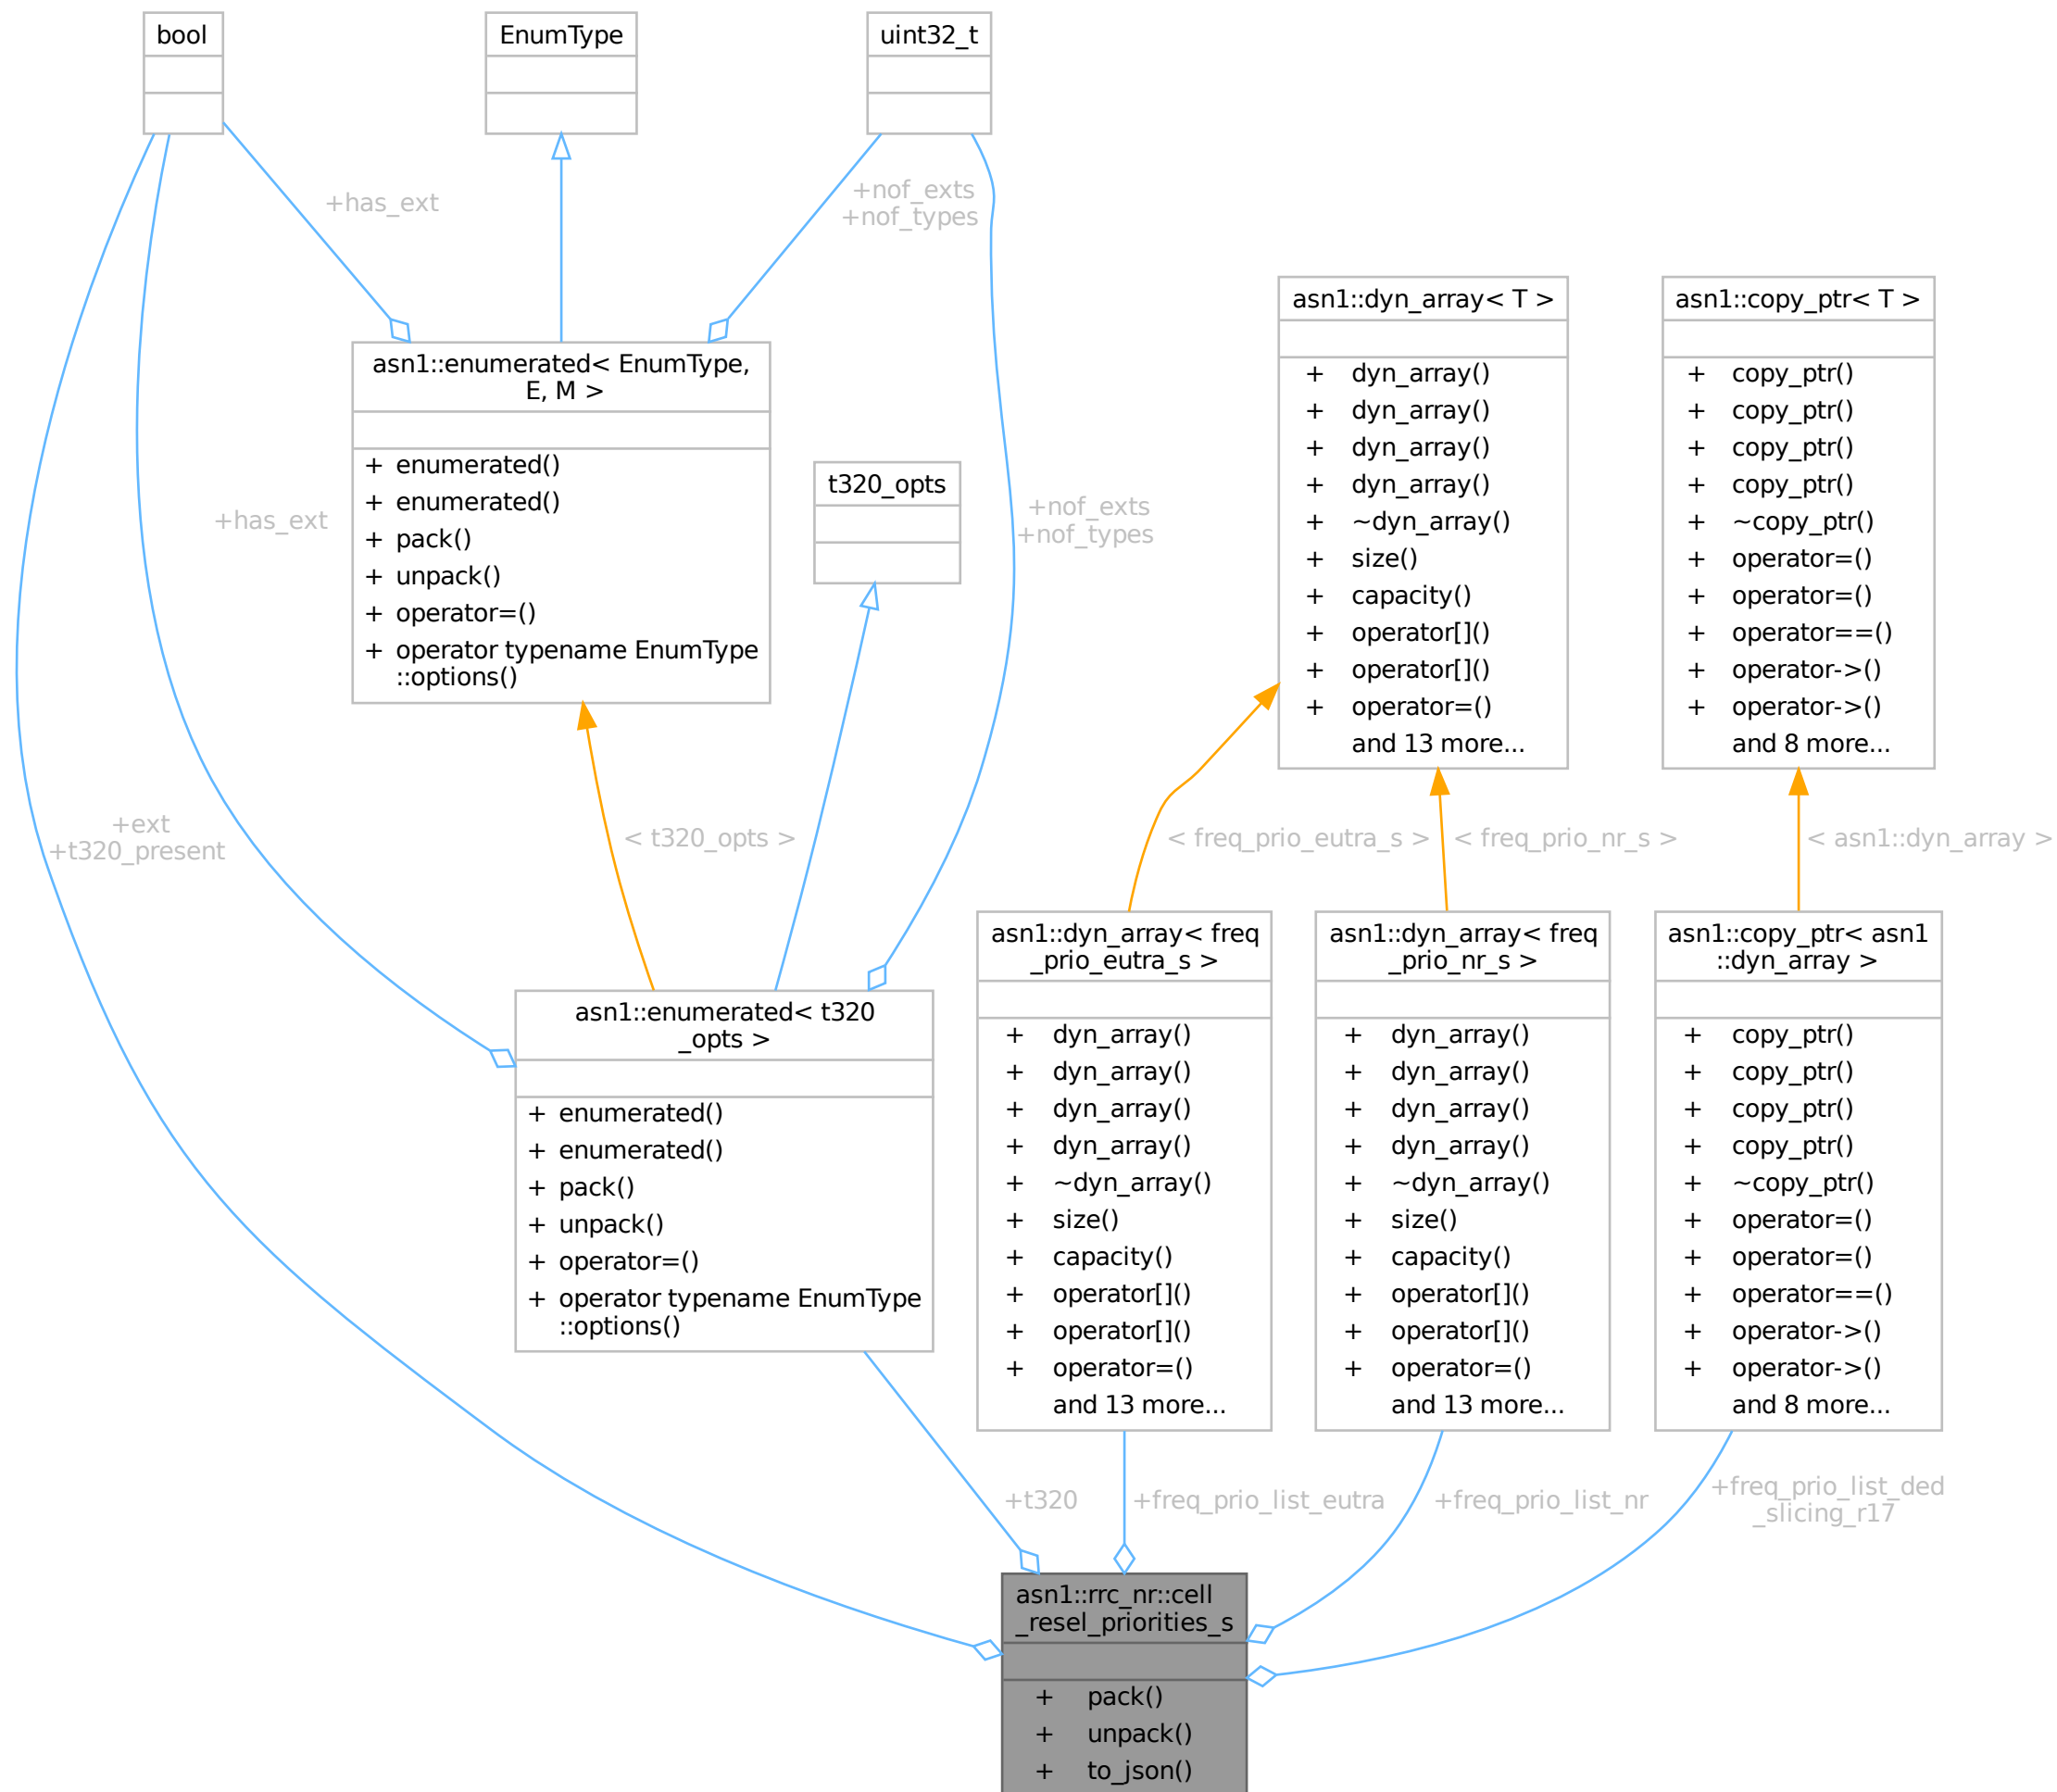 bool
EnumType
uint32_t
+has_ext
+nof_exts
+nof_types
asn1::dyn_array< T >
+ dyn_array()
+ dyn_array()
+ dyn_array()
+ dyn_array()
+ ~dyn_array()
+ size()
+ capacity()
+ operator[]()
+ operator[]()
+ operator=()
and 13 more...
asn1::copy_ptr< T >
+ copy_ptr()
+ copy_ptr()
+ copy_ptr()
+ copy_ptr()
+ ~copy_ptr()
+ operator=()
+ operator=()
+ operator==()
+ operator->()
+ operator->()
and 8 more...
asn1::enumerated< EnumType,
E, M >
+ enumerated()
+ enumerated()
+ pack()
+ unpack()
+ operator=()
+ operator typename EnumType
::options()
t320_opts
+has_ext
+nof_exts
+nof_types
+ext
+t320_present
< t320_opts >
< freq_prio_eutra_s >
< freq_prio_nr_s >
< asn1::dyn_array >
asn1::enumerated< t320
_opts >
+ enumerated()
+ enumerated()
+ pack()
+ unpack()
+ operator=()
+ operator typename EnumType
::options()
asn1::dyn_array< freq
_prio_eutra_s >
+ dyn_array()
+ dyn_array()
+ dyn_array()
+ dyn_array()
+ ~dyn_array()
+ size()
+ capacity()
+ operator[]()
+ operator[]()
+ operator=()
and 13 more...
asn1::dyn_array< freq
_prio_nr_s >
+ dyn_array()
+ dyn_array()
+ dyn_array()
+ dyn_array()
+ ~dyn_array()
+ size()
+ capacity()
+ operator[]()
+ operator[]()
+ operator=()
and 13 more...
asn1::copy_ptr< asn1
::dyn_array >
+ copy_ptr()
+ copy_ptr()
+ copy_ptr()
+ copy_ptr()
+ ~copy_ptr()
+ operator=()
+ operator=()
+ operator==()
+ operator->()
+ operator->()
and 8 more...
+t320
+freq_prio_list_eutra
+freq_prio_list_nr
+freq_prio_list_ded
_slicing_r17
asn1::rrc_nr::cell
_resel_priorities_s
+ pack()
+ unpack()
+ to_json()